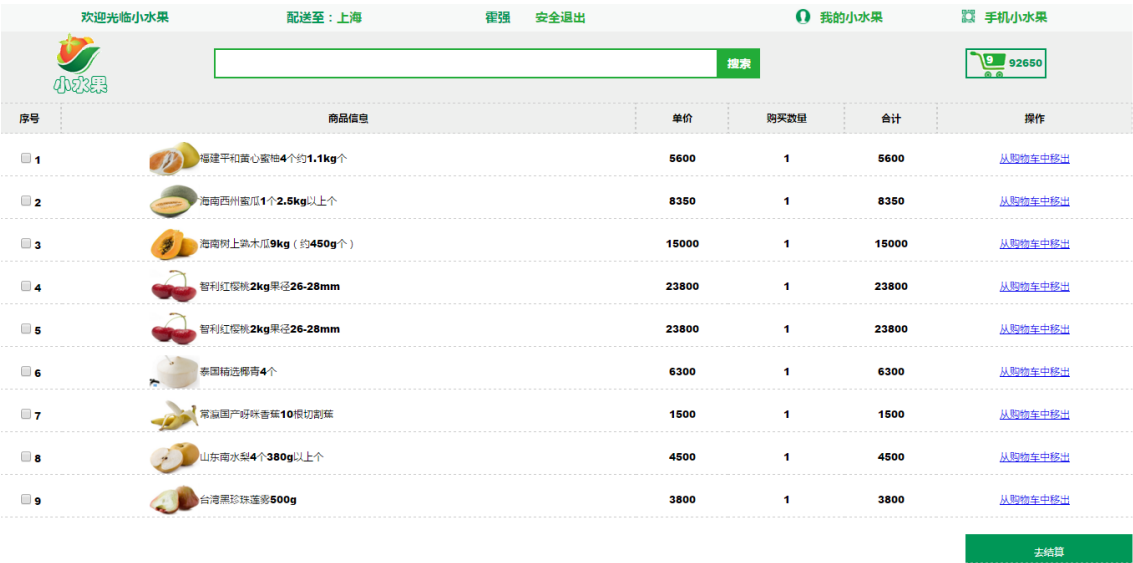 欢迎光临小水果 配送至：上海 霍强 安全退出 我的小水果 手机小水果
小水果
搜索
9 92650
序号 商品信息 单价 购买数量 合计 操作
1 福建平和黄心蜜柚4个约1.1kg个 5600 1 5600 从购物车中移出
2 海南西州蜜瓜1个2.5kg以上个 8350 1 8350 从购物车中移出
3 海南树上熟木瓜9kg（约450g个） 15000 1 15000 从购物车中移出
4 智利红樱桃2kg果径26-28mm 23800 1 23800 从购物车中移出
5 智利红樱桃2kg果径26-28mm 23800 1 23800 从购物车中移出
6 泰国精选椰青4个 6300 1 6300 从购物车中移出
7 常瀛国产呀咪香蕉10根切割蕉 1500 1 1500 从购物车中移出
8 山东南水梨4个380g以上个 4500 1 4500 从购物车中移出
9 台湾黑珍珠莲雾500g 3800 1 3800 从购物车中移出
去结算